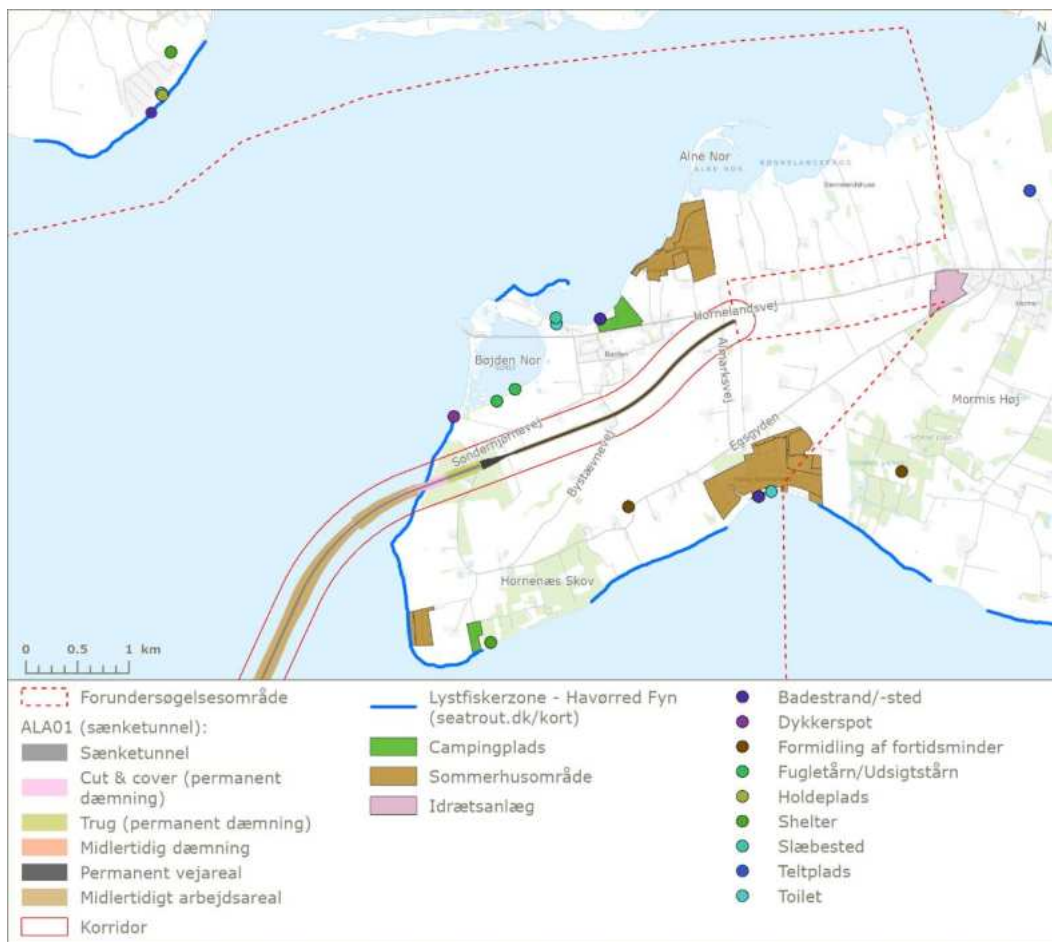 N
Alne Nor
ALNE HOS
Bøjden Nor
Hornelandsvej
Almarksvej
Egsgyden
Mormis Høj
Sønderhjørnevej
Bystævnevej
Hornenæs Skov
0 0.5 1 km
Forundersøgelsesområde
ALA01 (sænketunnel):
Sænketunnel
Cut & cover (permanent
dæmning)
Trug (permanent dæmning)
Midlertidig dæmning
Permanent vejareal
Midlertidigt arbejdsareal
Korridor
Lystfiskerzone - Havørred Fyn
(seatrout.dk/kort)
Campingplads
Sommerhusområde
Idrætsanlæg
Badestrand/-sted
Dykkerspot
Formidling af fortidsminder
Fugletårn/Udsigtstårn
Holdeplads
Shelter
Slæbested
Teltplads
Toilet